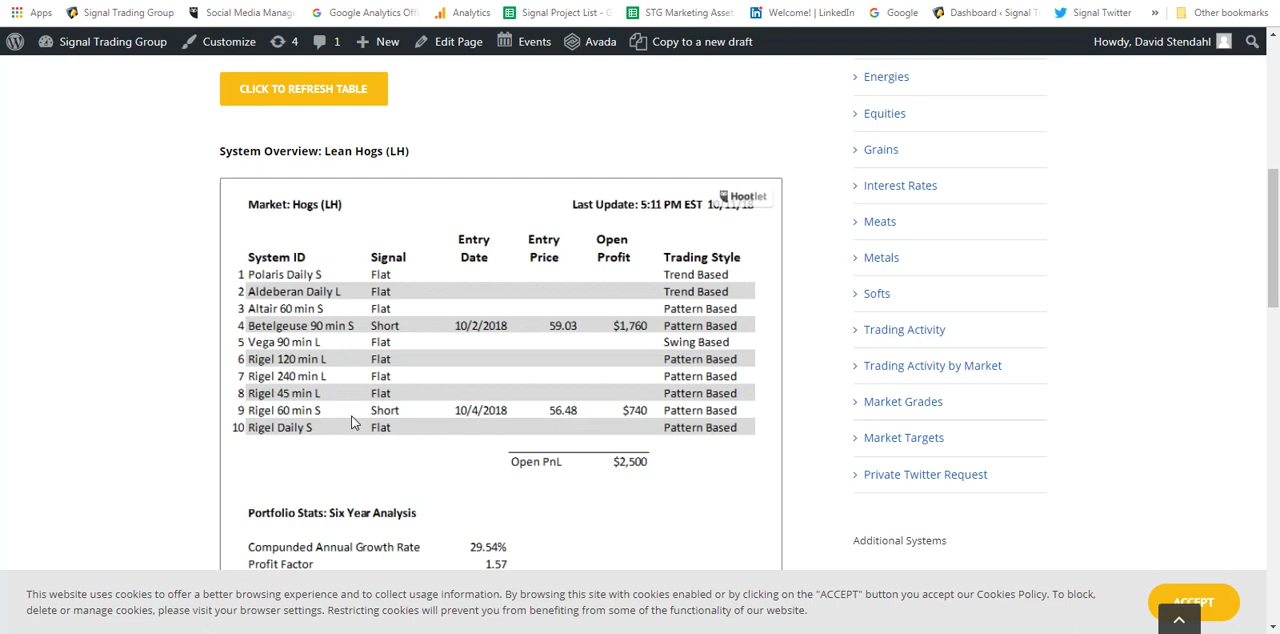 Apps Signal Trading Group Social Media Manage Google Analytics Offi Analytics Signal Project List - G STG Marketing Asset Welcome! | LinkedIn Google Dashboard ‹ Signal T Signal Twitter » Other bookmarks
Signal Trading Group Customize 4 1 New Edit Page Events Avada Copy to a new draft Howdy, David Stendahl
CLICK TO REFRESH TABLE
System Overview: Lean Hogs (LH)
Market: Hogs (LH) Last Update: 5:11 PM EST 10/11/18
Hootlet
Entry Entry Open
System ID Signal Date Price Profit Trading Style
1 Polaris Daily S Flat Trend Based
2 Aldeberan Daily L Flat Trend Based
3 Altair 60 min S Flat Pattern Based
4 Betelgeuse 90 min S Short 10/2/2018 59.03 $1,760 Pattern Based
5 Vega 90 min L Flat Swing Based
6 Rigel 120 min L Flat Pattern Based
7 Rigel 240 min L Flat Pattern Based
8 Rigel 45 min L Flat Pattern Based
9 Rigel 60 min S Short 10/4/2018 56.48 $740 Pattern Based
10 Rigel Daily S Flat Pattern Based
Open PnL $2,500
Portfolio Stats: Six Year Analysis
Compunded Annual Growth Rate 29.54%
Profit Factor 1.57
Energies
Equities
Grains
Interest Rates
Meats
Metals
Softs
Trading Activity
Trading Activity by Market
Market Grades
Market Targets
Private Twitter Request
Additional Systems
This website uses cookies to offer a better browsing experience and to collect usage information. By browsing this site with cookies enabled or by clicking on the "ACCEPT" button you accept our Cookies Policy. To block,
delete or manage cookies, please visit your browser settings. Restricting cookies will prevent you from benefiting from some of the functionality of our website.
ACCEPT